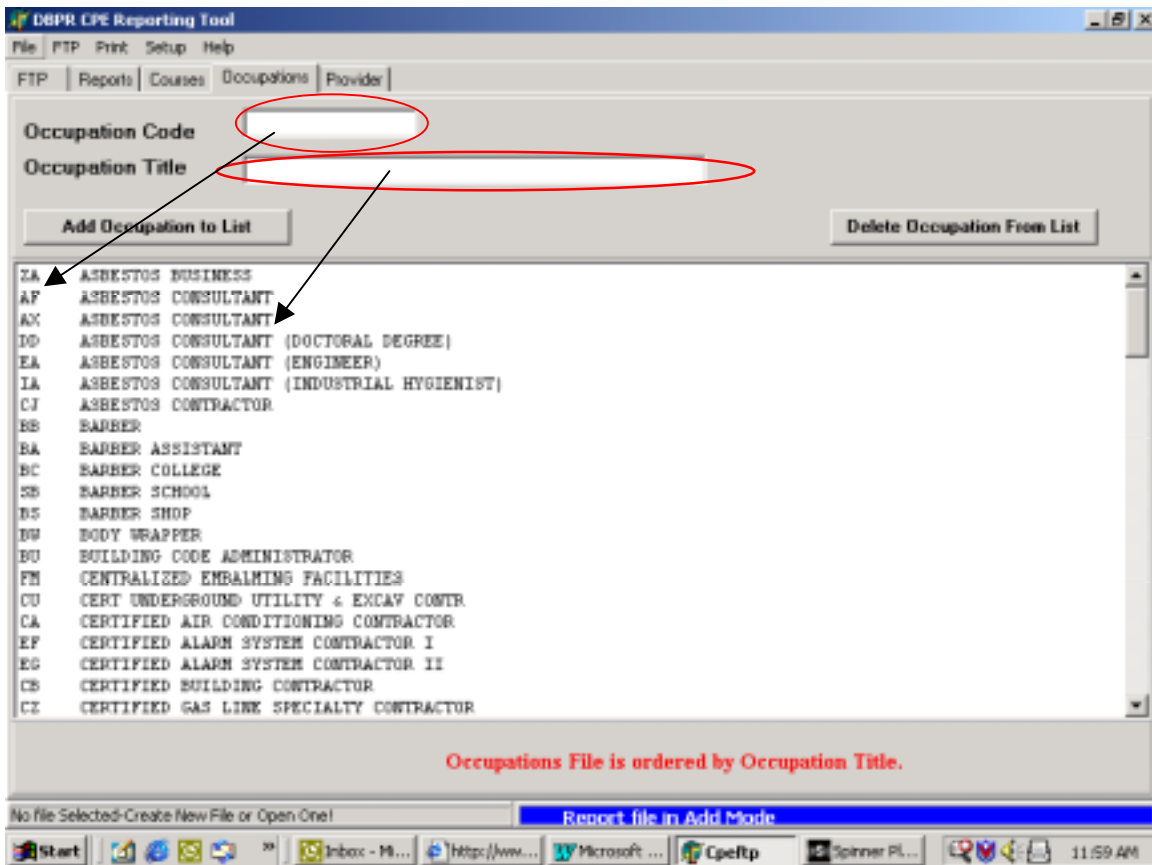 DBPR CPE Reporting Tool
File FTP Print Setup Help
FTP Reports Courses Occupations Provider
Occupation Code
Occupation Title
Add Occupation to List Delete Occupation From List
ZA ASBESTOS BUSINESS
AF ASBESTOS CONSULTANT
AX ASBESTOS CONSULTANT
DD ASBESTOS CONSULTANT (DOCTORAL DEGREE)
EA ASBESTOS CONSULTANT (ENGINEER)
IA ASBESTOS CONSULTANT (INDUSTRIAL HYGIENIST)
CJ ASBESTOS CONTRACTOR
BB BARBER
BA BARBER ASSISTANT
BC BARBER COLLEGE
SB BARBER SCHOOL
BS BARBER SHOP
BW BODY WRAPPER
BU BUILDING CODE ADMINISTRATOR
FM CENTRALIZED EMBALMING FACILITIES
CU CERT UNDERGROUND UTILITY & EXCAV CONTR
CA CERTIFIED AIR CONDITIONING CONTRACTOR
EF CERTIFIED ALARM SYSTEM CONTRACTOR I
EG CERTIFIED ALARM SYSTEM CONTRACTOR II
CB CERTIFIED BUILDING CONTRACTOR
CZ CERTIFIED GAS LINE SPECIALTY CONTRACTOR
Occupations File is ordered by Occupation Title.
No file Selected-Create New File or Open One! Report file in Add Mode
Start » Inbox - Mi... http://ww... Microsoft ... Cpeftp Spinner Pl... 11:59 AM